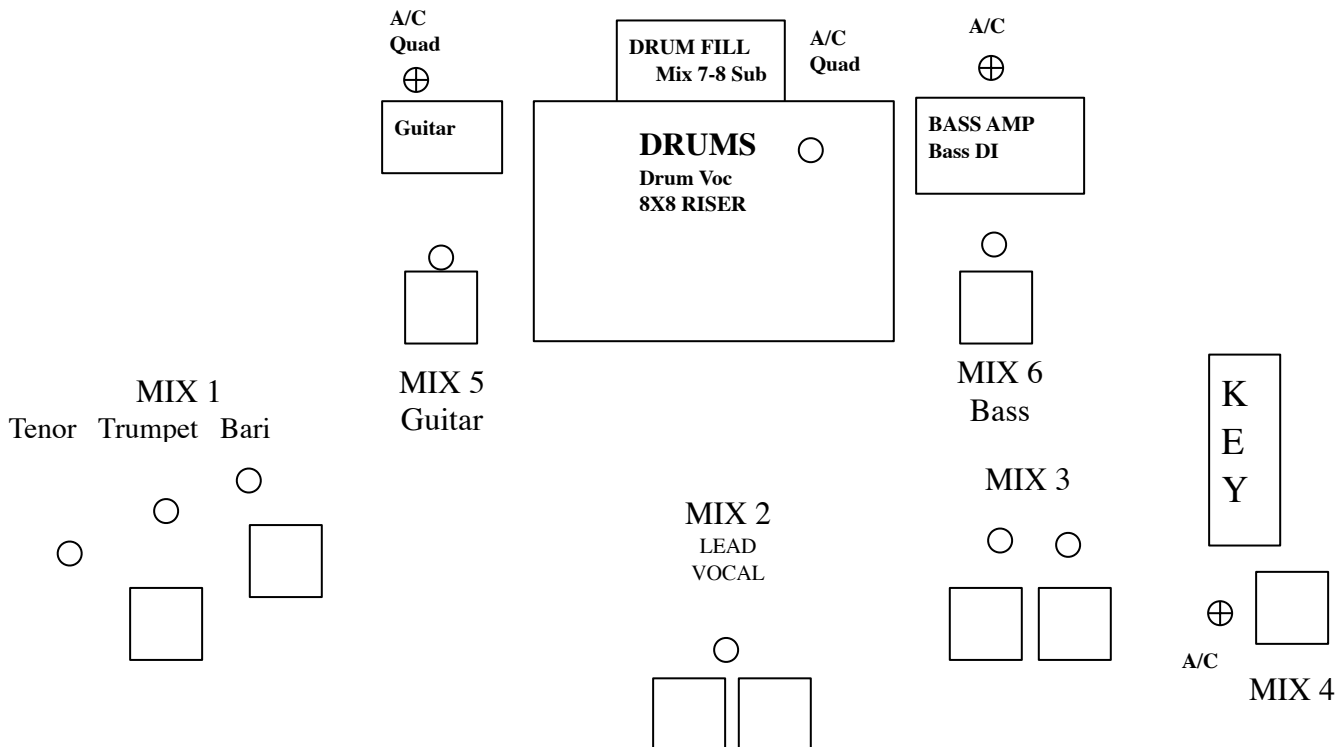 A/C
Quad
DRUM FILL
Mix 7-8 Sub
A/C
Quad
A/C
Guitar
DRUMS
Drum Voc
8X8 RISER
BASS AMP
Bass DI
MIX 1
Tenor Trumpet Bari
MIX 5
Guitar
MIX 6
Bass
K
E
Y
MIX 2
LEAD
VOCAL
MIX 3
A/C
MIX 4